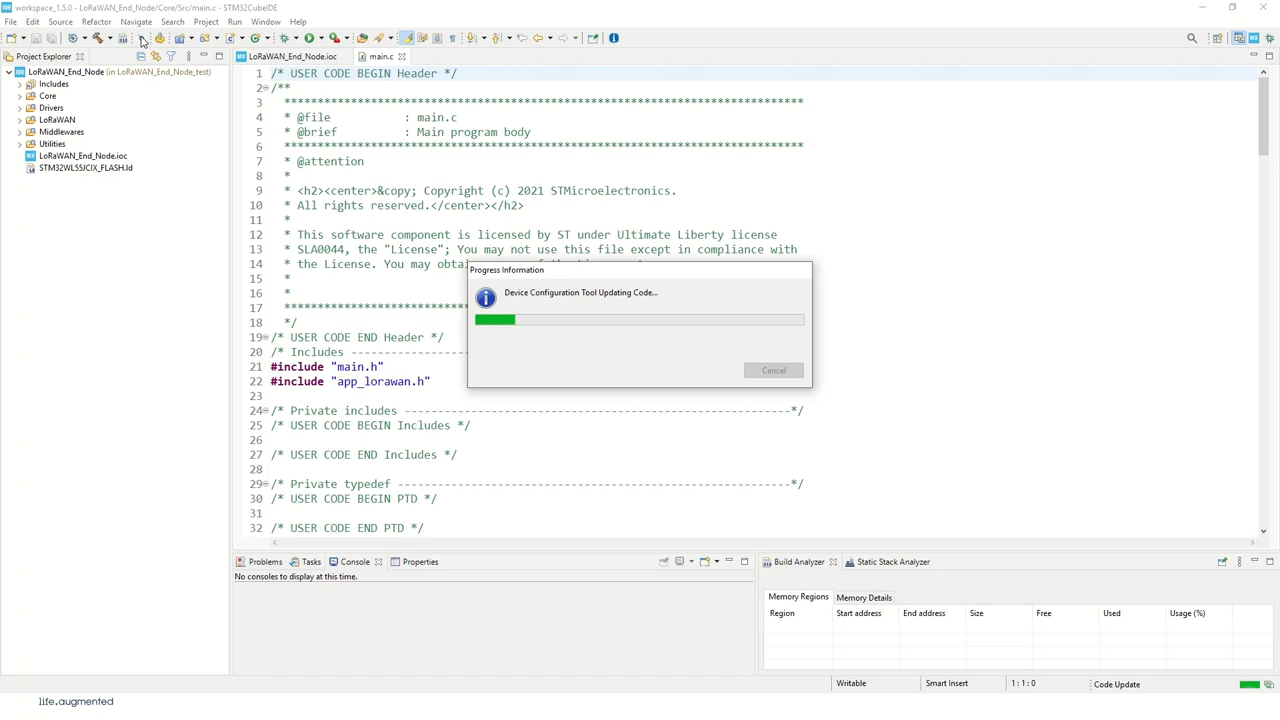 workspace_1.5.0 - LoRaWAN_End_Node/Core/Src/main.c - STM32CubeIDE
File Edit Source Refactor Navigate Search Project Run Window Help
Project Explorer
LoRaWAN_End_Node (in LoRaWAN_End_Node_test)
Includes
Core
Drivers
LoRaWAN
Middlewares
Utilities
LoRaWAN_End_Node.ioc
STM32WL55JCIX_FLASH.ld
LoRaWAN_End_Node.ioc main.c
1 /* USER CODE BEGIN Header */
2 /**
3 ******************************************************************************
4 * @file : main.c
5 * @brief : Main program body
6 ******************************************************************************
7 * @attention
8 *
9 * <h2><center>&copy; Copyright (c) 2021 STMicroelectronics.
10 * All rights reserved.</center></h2>
11 *
12 * This software component is licensed by ST under Ultimate Liberty license
13 * SLA0044, the "License"; You may not use this file except in compliance with
14 * the License. You may obtai
15 *
16 *
17 ****************************
18 */
19 /* USER CODE END Header */
20 /* Includes ------------------
21 #include "main.h"
22 #include "app_lorawan.h"
23
24 /* Private includes ----------------------------------------------------------*/
25 /* USER CODE BEGIN Includes */
26
27 /* USER CODE END Includes */
28
29 /* Private typedef -----------------------------------------------------------*/
30 /* USER CODE BEGIN PTD */
31
32 /* USER CODE END PTD */
Progress Information
Device Configuration Tool Updating Code...
Cancel
Problems Tasks Console Properties
No consoles to display at this time.
Build Analyzer Static Stack Analyzer
Memory Regions Memory Details
Region Start address End address Size Free Used Usage (%)
Writable Smart Insert 1 : 1 : 0 Code Update
life.augmented